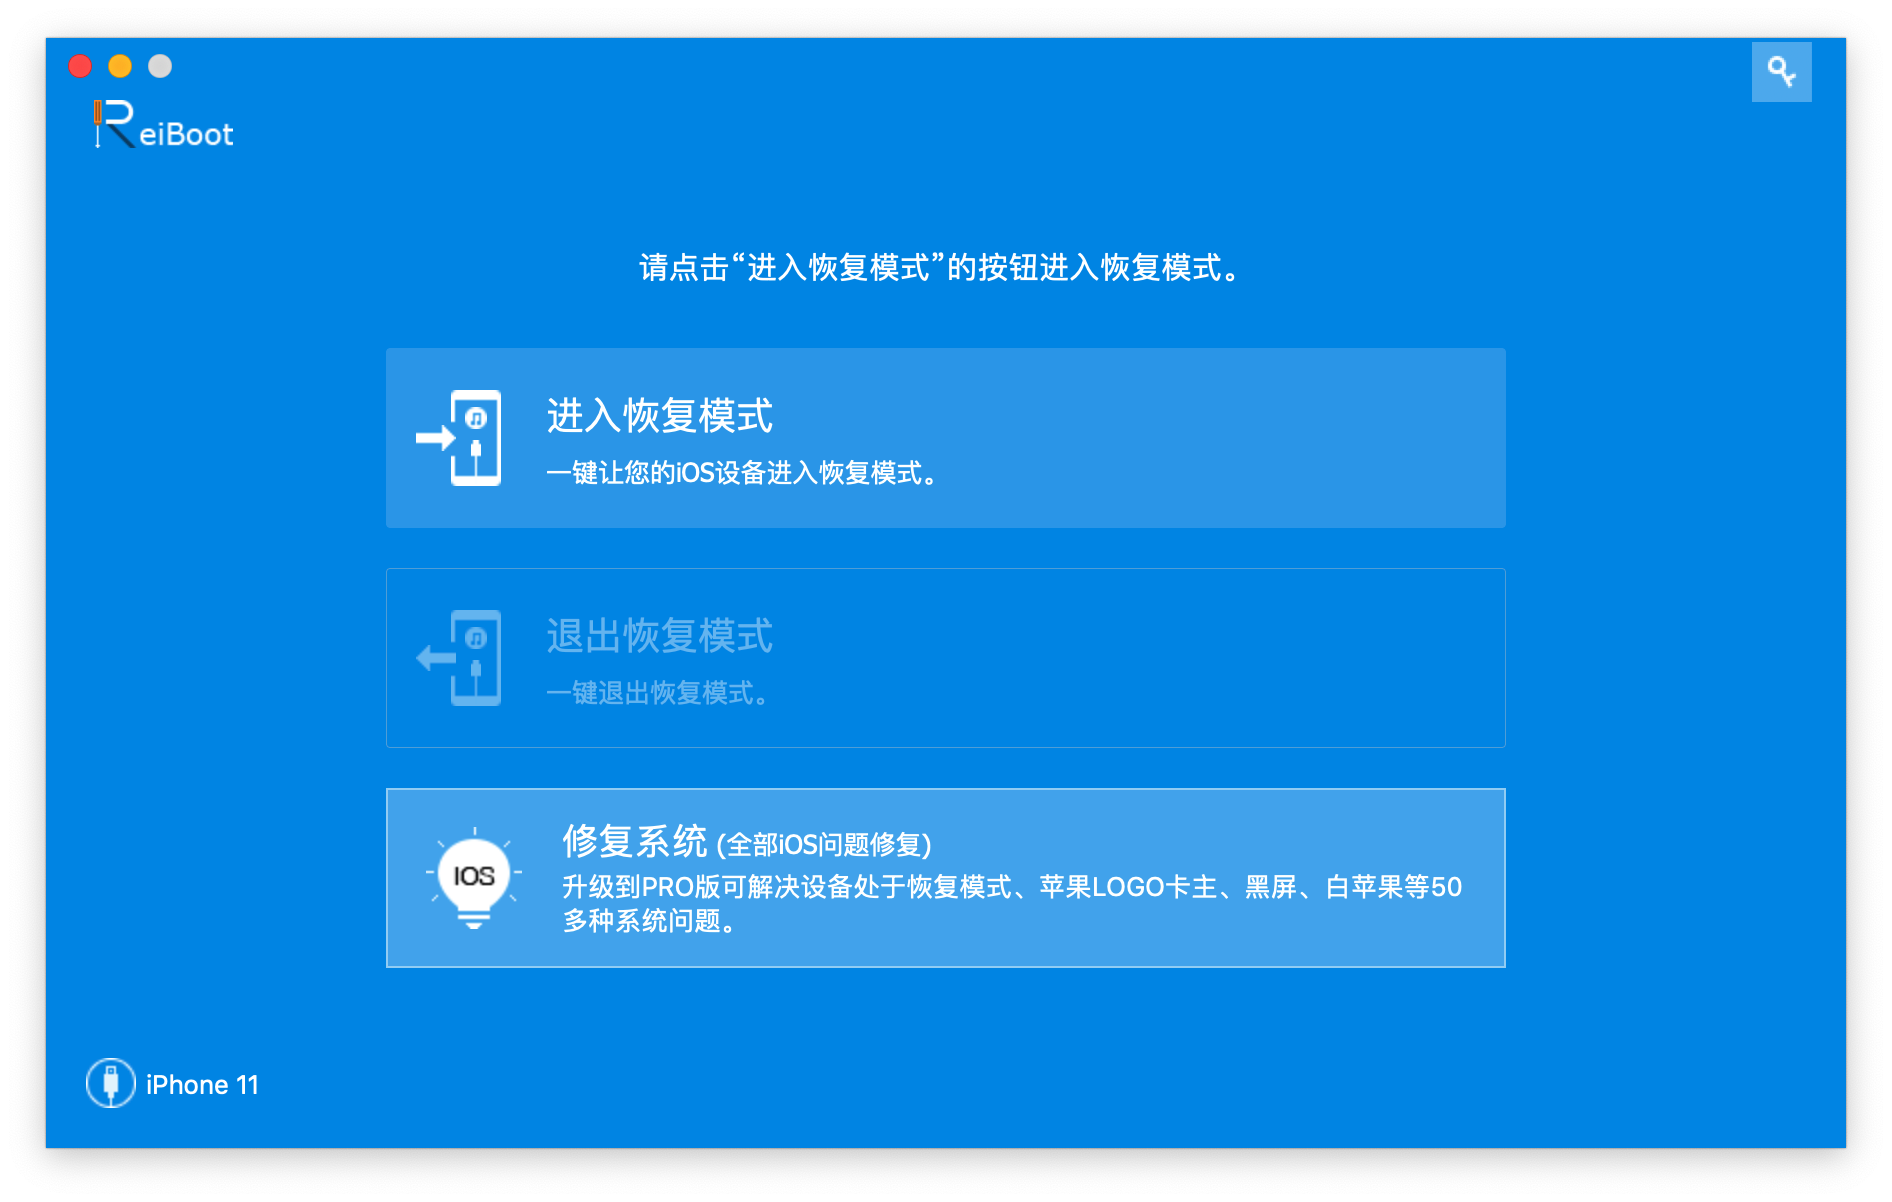 ReiBoot
请点击“进入恢复模式”的按钮进入恢复模式。
进入恢复模式
一键让您的iOS设备进入恢复模式。
退出恢复模式
一键退出恢复模式。
修复系统 (全部iOS问题修复)
IOS
升级到PRO版可解决设备处于恢复模式、苹果LOGO卡主、黑屏、白苹果等50
多种系统问题。
iPhone 11